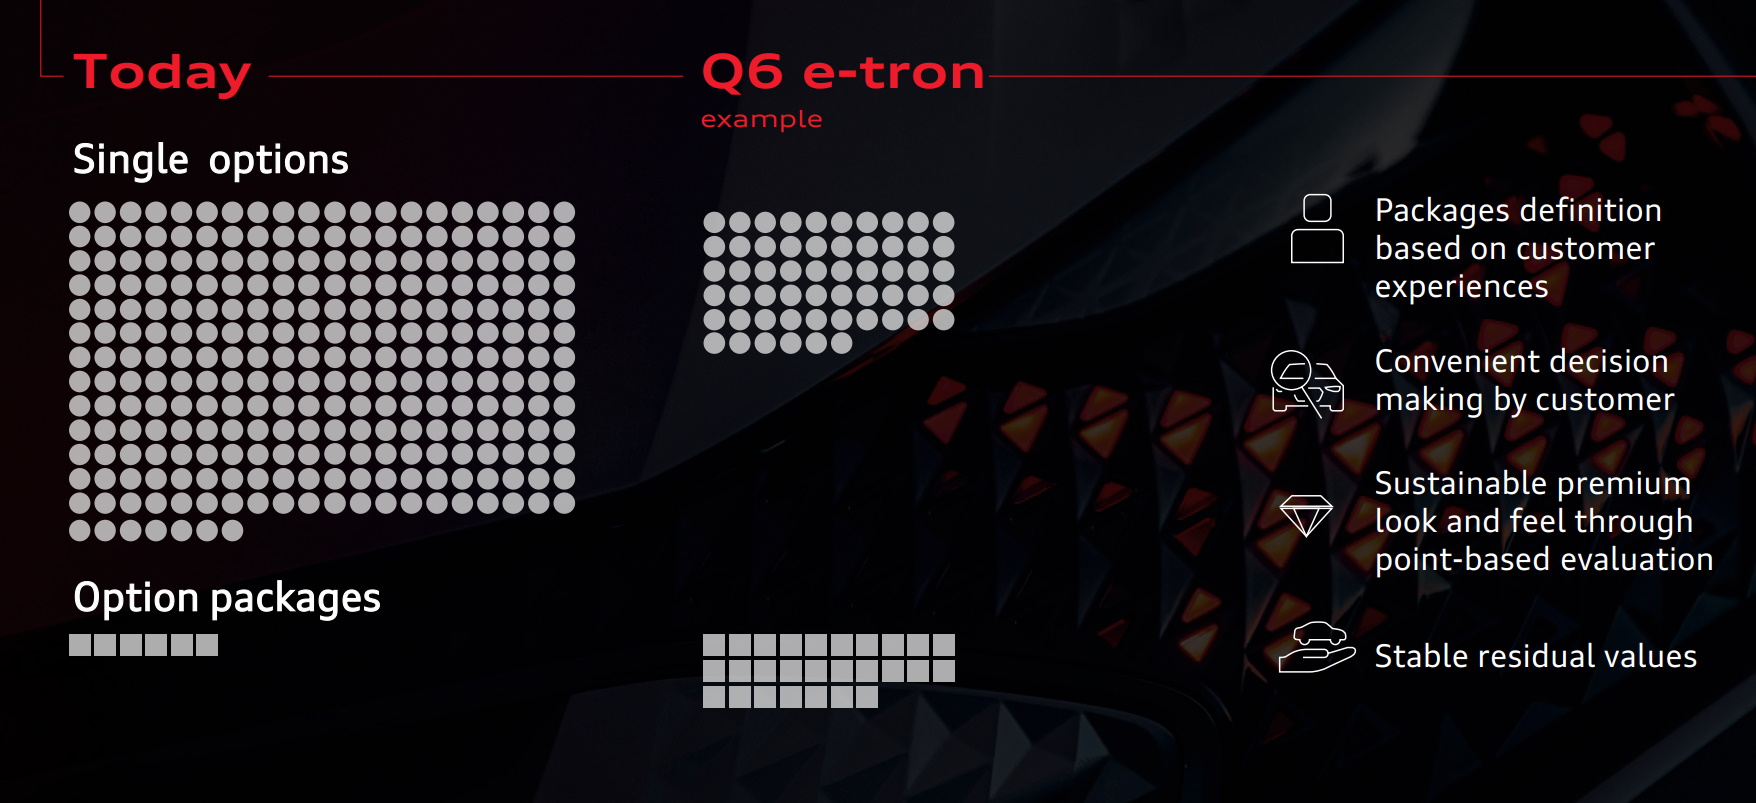 Today
Q6 e-tron
example
Single options
Packages definition
based on customer
experiences
Convenient decision
making by customer
Sustainable premium
look and feel through
point-based evaluation
Option packages
Stable residual values